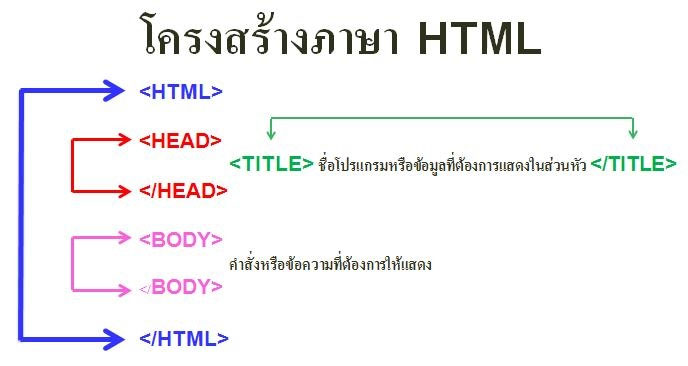 โครงสร้างภาษา HTML
<HTML>
<HEAD>
<TITLE> ชื่อโปรแกรมหรือข้อมูลที่ต้องการแสดงในส่วนหัว </TITLE>
</HEAD>
<BODY>
คำสั่งหรือข้อความที่ต้องการให้แสดง
</BODY>
</HTML>